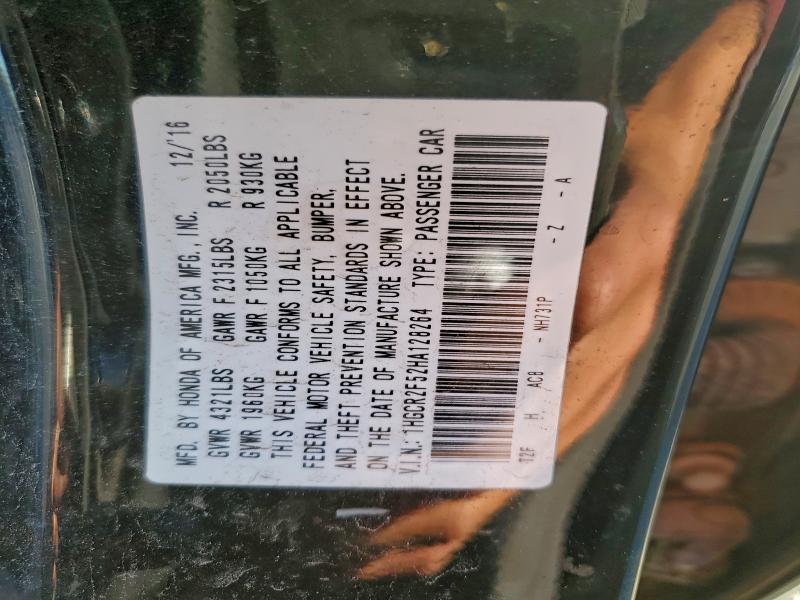 MFD. BY HONDA OF AMERICA MFG., INC. 12/16
GVWR 4321LBS GAWR F 2315LBS R 2050LBS
GVWR 1960KG GAWR F 1050KG R 930KG
THIS VEHICLE CONFORMS TO ALL APPLICABLE
FEDERAL MOTOR VEHICLE SAFETY, BUMPER,
AND THEFT PREVENTION STANDARDS IN EFFECT
ON THE DATE OF MANUFACTURE SHOWN ABOVE.
V.I.N.: 1HGCR2F52HA128264 TYPE: PASSENGER CAR
T2F H AC8 - NH731P - Z - A